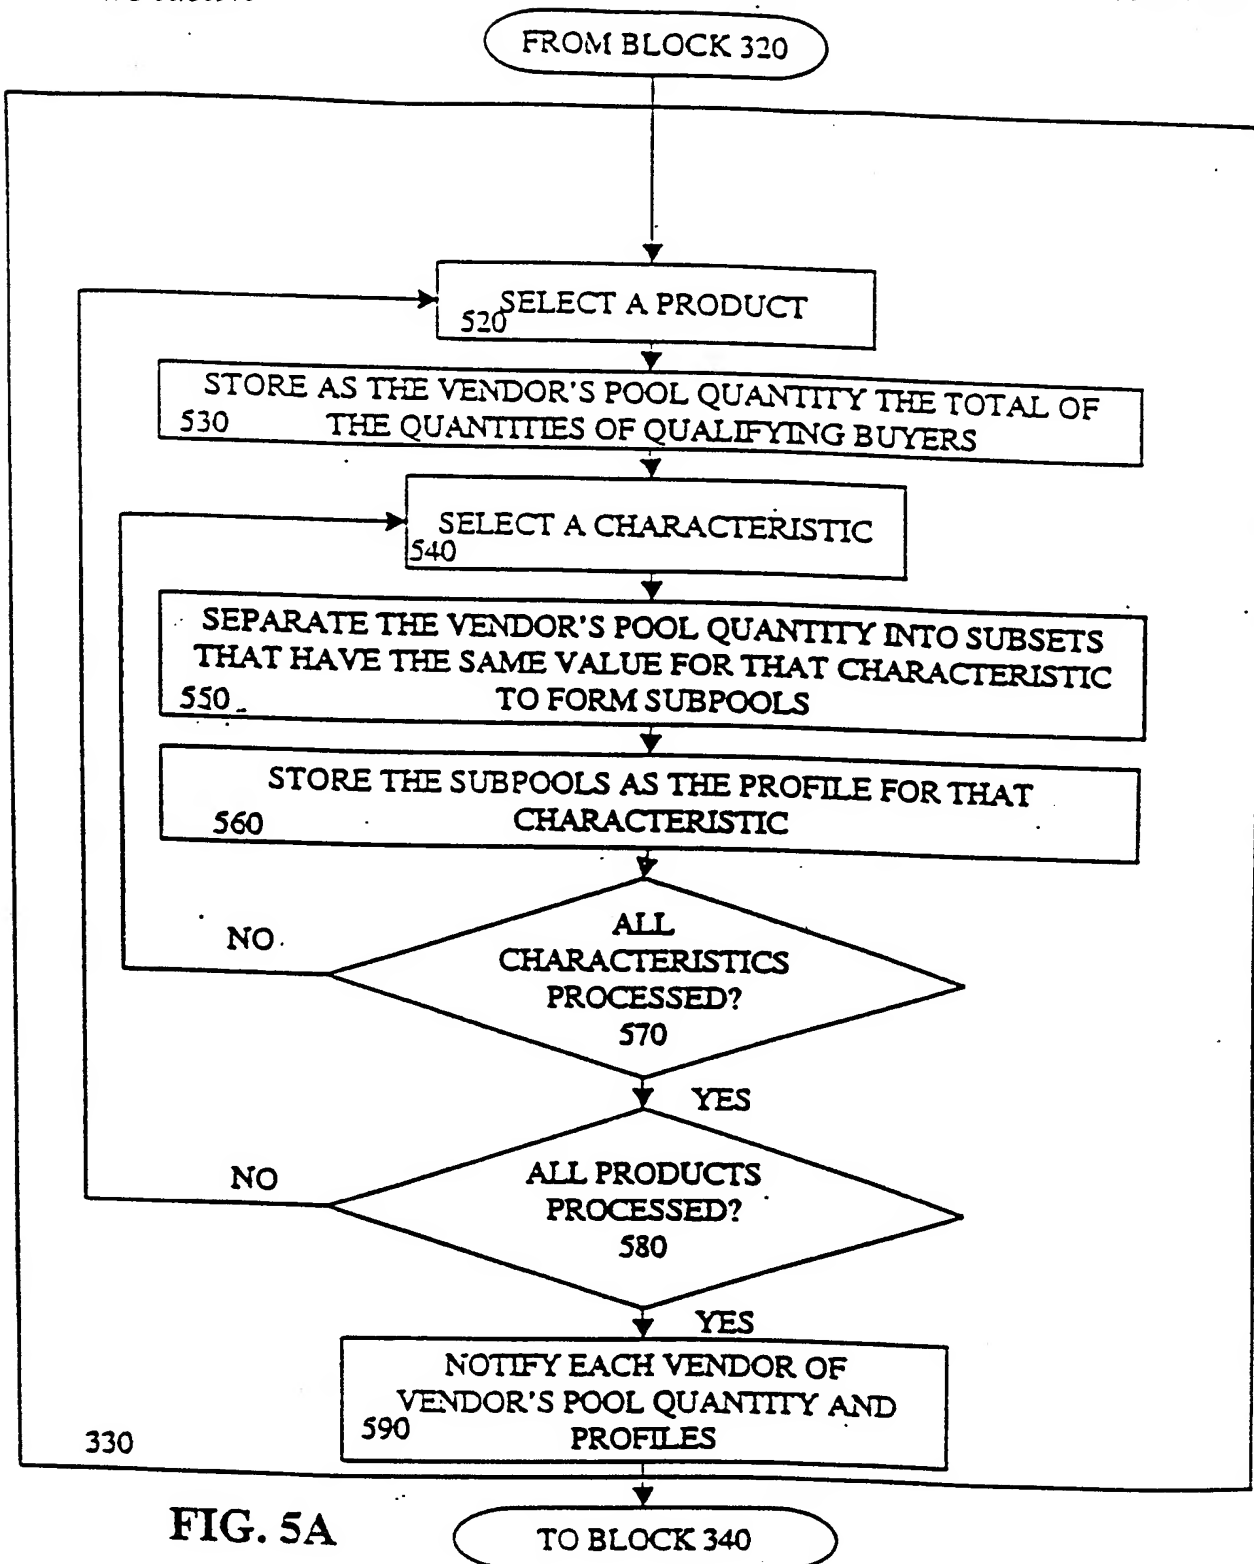 FROM BLOCK 320
SELECT A PRODUCT
520
STORE AS THE VENDOR'S POOL QUANTITY THE TOTAL OF
530 THE QUANTITIES OF QUALIFYING BUYERS
SELECT A CHARACTERISTIC
540
SEPARATE THE VENDOR'S POOL QUANTITY INTO SUBSETS
THAT HAVE THE SAME VALUE FOR THAT CHARACTERISTIC
550 TO FORM SUBPOOLS
STORE THE SUBPOOLS AS THE PROFILE FOR THAT
560 CHARACTERISTIC
ALL
NO CHARACTERISTICS
PROCESSED?
570
YES
NO ALL PRODUCTS
PROCESSED?
580
YES
NOTIFY EACH VENDOR OF
VENDOR'S POOL QUANTITY AND
590 PROFILES
330
FIG. 5A
TO BLOCK 340